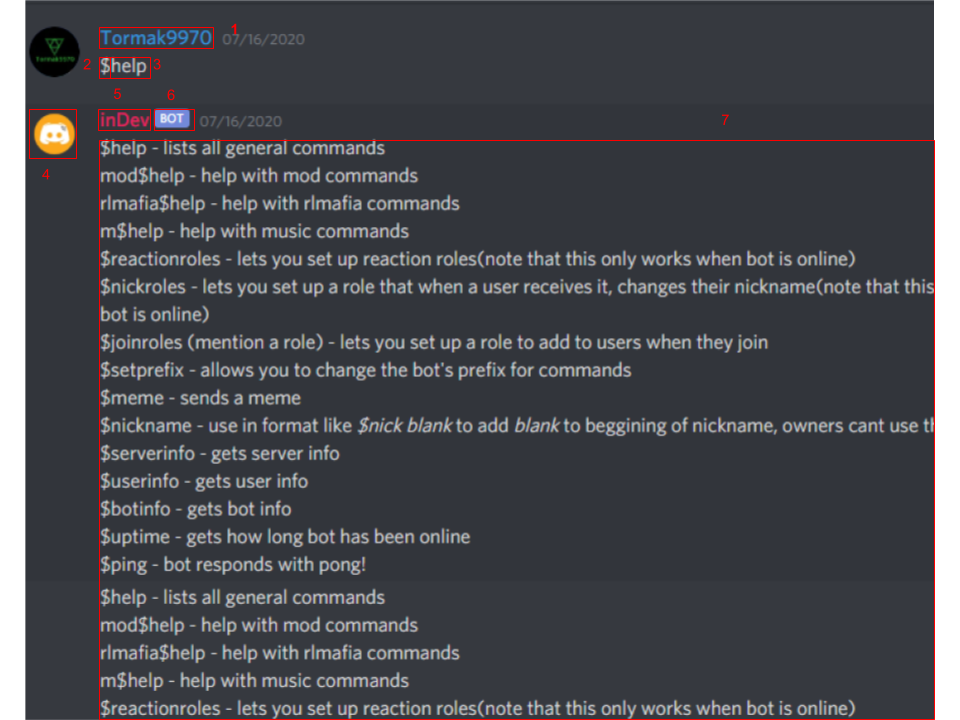 1
Tormak9970 07/16/2020
Tormak9970
2 $help 3
5 6
inDev BOT 07/16/2020 7
4
$help - lists all general commands
mod$help - help with mod commands
rlmafia$help - help with rlmafia commands
m$help - help with music commands
$reactionroles - lets you set up reaction roles(note that this only works when bot is online)
$nickroles - lets you set up a role that when a user receives it, changes their nickname(note that this
bot is online)
$joinroles (mention a role) - lets you set up a role to add to users when they join
$setprefix - allows you to change the bot's prefix for commands
$meme - sends a meme
$nickname - use in format like $nick blank to add blank to beggining of nickname, owners cant use
$serverinfo - gets server info
$userinfo - gets user info
$botinfo - gets bot info
$uptime - gets how long bot has been online
$ping - bot responds with pong!
$help - lists all general commands
mod$help - help with mod commands
rlmafia$help - help with rlmafia commands
m$help - help with music commands
$reactionroles - lets you set up reaction roles(note that this only works when bot is online)